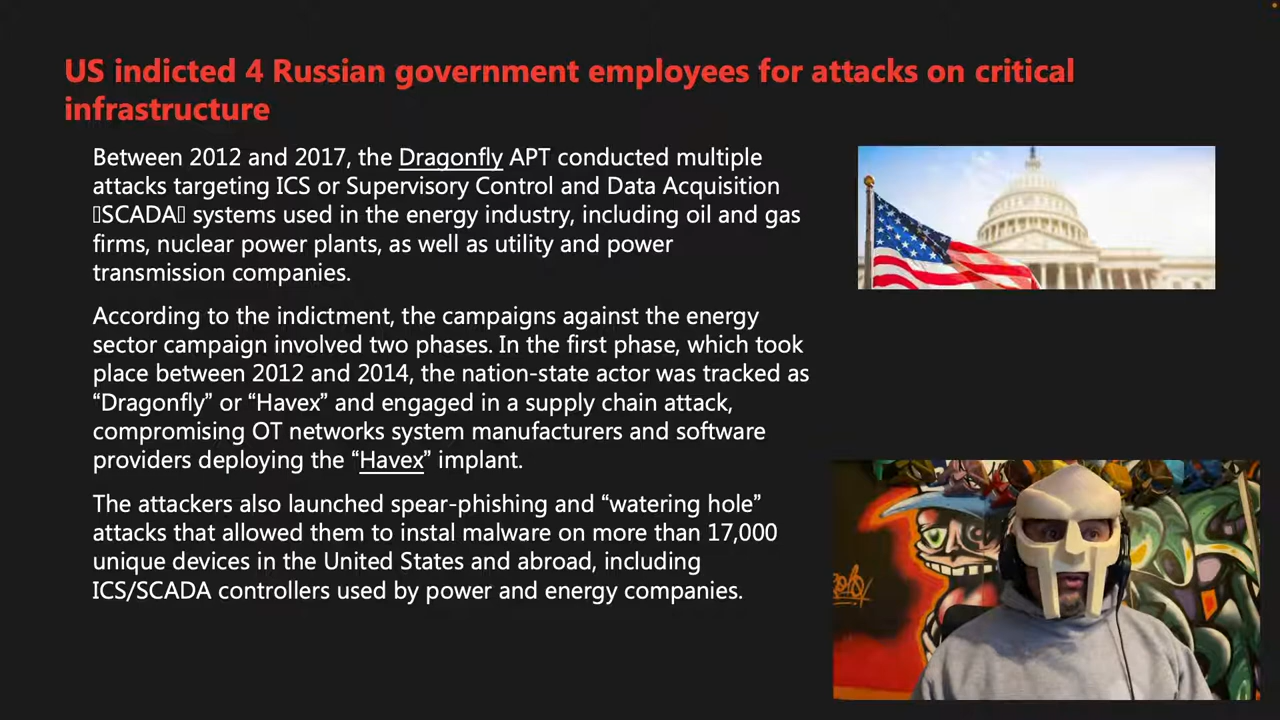 US indicted 4 Russian government employees for attacks on critical
infrastructure
Between 2012 and 2017, the Dragonfly APT conducted multiple
attacks targeting ICS or Supervisory Control and Data Acquisition
▯SCADA▯ systems used in the energy industry, including oil and gas
firms, nuclear power plants, as well as utility and power
transmission companies.
According to the indictment, the campaigns against the energy
sector campaign involved two phases. In the first phase, which took
place between 2012 and 2014, the nation-state actor was tracked as
“Dragonfly” or “Havex” and engaged in a supply chain attack,
compromising OT networks system manufacturers and software
providers deploying the “Havex” implant.
The attackers also launched spear-phishing and “watering hole”
attacks that allowed them to instal malware on more than 17,000
unique devices in the United States and abroad, including
ICS/SCADA controllers used by power and energy companies.